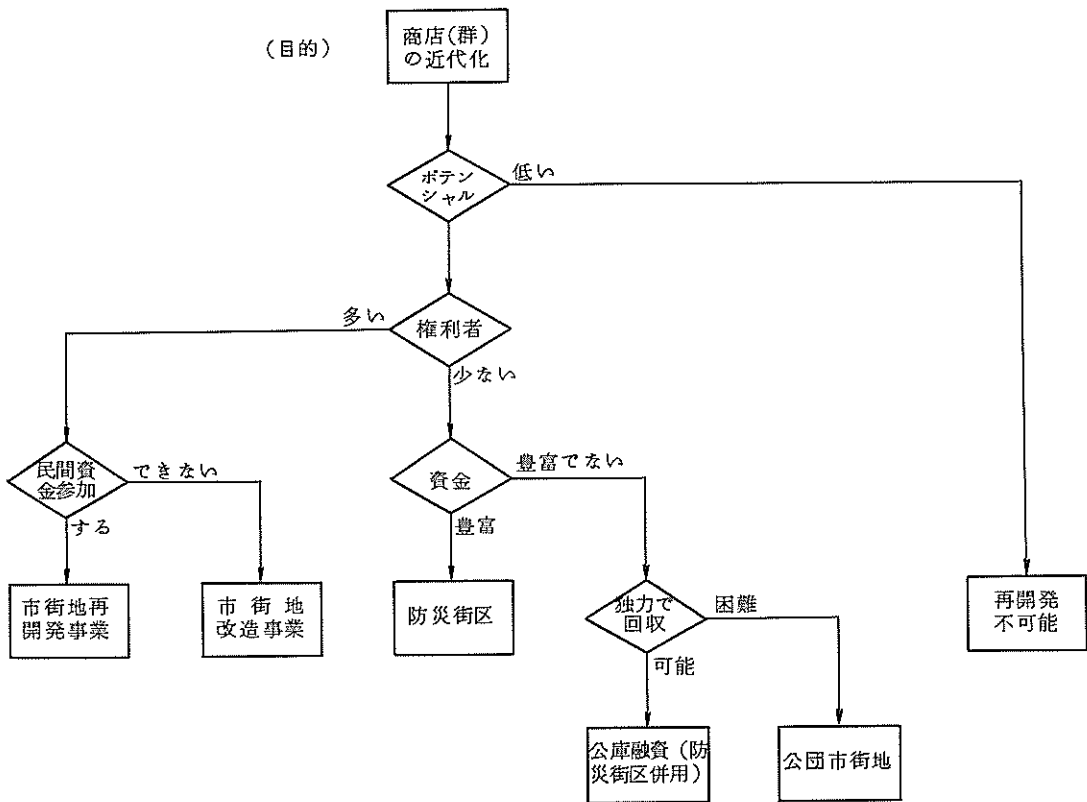 (目的)
商店(群)
の近代化
ポテン
シャル
低い
多い
権利者
少ない
民間資
金参加
できない
する
資金
豊富でない
豊富
市街地再
開発事業
市街地
改造事業
防災街区
独力で
回収
困難
可能
再開発
不可能
公庫融資(防
災街区併用)
公団市街地